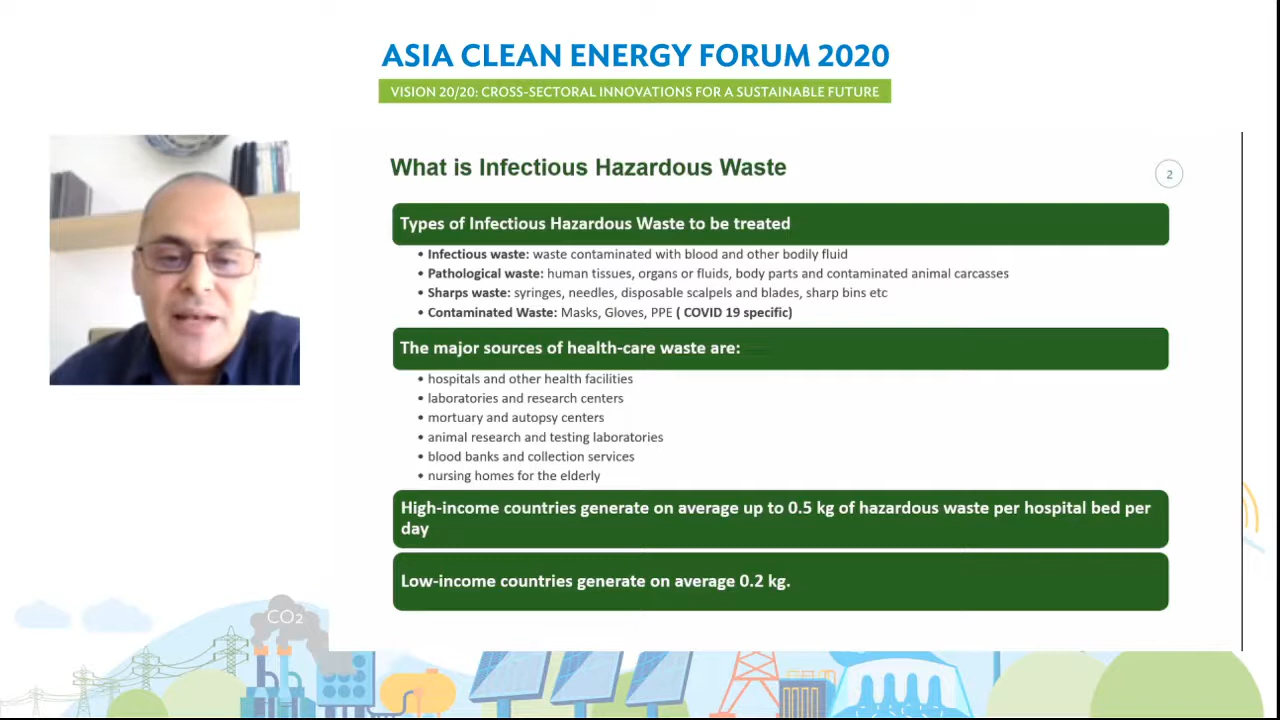 ASIA CLEAN ENERGY FORUM 2020
VISION 20/20: CROSS-SECTORAL INNOVATIONS FOR A SUSTAINABLE FUTURE
What is Infectious Hazardous Waste
2
Types of Infectious Hazardous Waste to be treated
• Infectious waste: waste contaminated with blood and other bodily fluid
• Pathological waste: human tissues, organs or fluids, body parts and contaminated animal carcasses
• Sharps waste: syringes, needles, disposable scalpels and blades, sharp bins etc
• Contaminated Waste: Masks, Gloves, PPE ( COVID 19 specific)
The major sources of health-care waste are:
• hospitals and other health facilities
• laboratories and research centers
• mortuary and autopsy centers
• animal research and testing laboratories
• blood banks and collection services
• nursing homes for the elderly
High-income countries generate on average up to 0.5 kg of hazardous waste per hospital bed per
day
Low-income countries generate on average 0.2 kg.
CO2